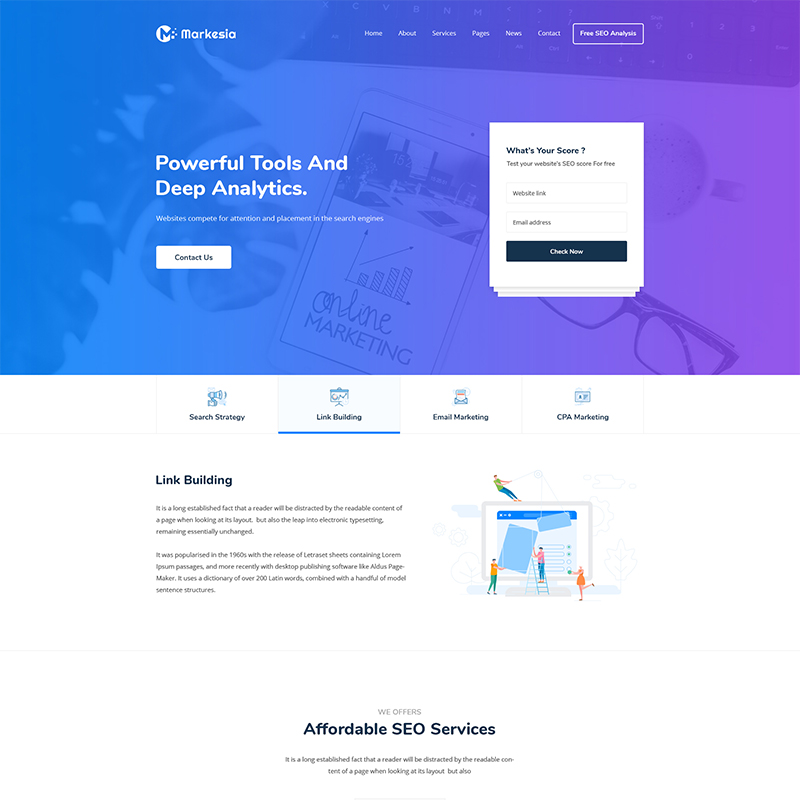 Markesia
Home About Services Pages News Contact Free SEO Analysis
Powerful Tools And
Deep Analytics.
Websites compete for attention and placement in the search engines
Contact Us
What's Your Score ?
Test your website's SEO score For free
Website link
Email address
Check Now
online
MARKETING
Search Strategy Link Building Email Marketing CPA Marketing
Link Building
It is a long established fact that a reader will be distracted by the readable content of
a page when looking at its layout.  but also the leap into electronic typesetting,
remaining essentially unchanged.
It was popularised in the 1960s with the release of Letraset sheets containing Lorem
Ipsum passages, and more recently with desktop publishing software like Aldus Page-
Maker. It uses a dictionary of over 200 Latin words, combined with a handful of model
sentence structures.
WE OFFERS
Affordable SEO Services
It is a long established fact that a reader will be distracted by the readable con-
tent of a page when looking at its layout  but also